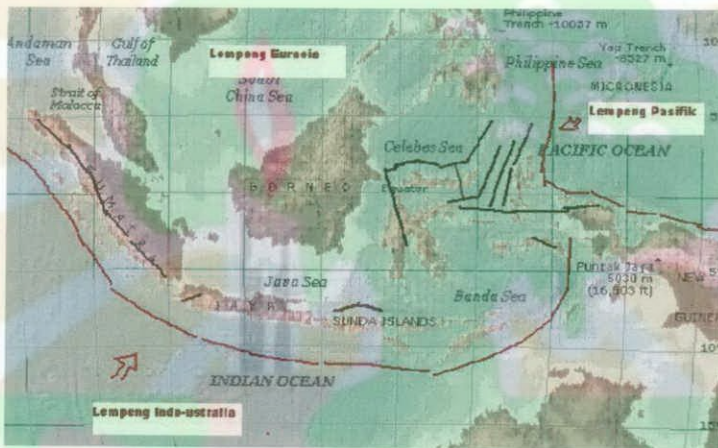 Philippine
Trench -10057 m
Andaman
Sea
Gulf of
Thailand
Lempeng Eurasia
South
China Sea
Philippine Sea
Yap Trench
-8527 m
MICRONESIA
Strait of
Malacca
Lempeng Pasifik
Celebes Sea
PACIFIC OCEAN
BORNEO
Equator
SUMATRA
Java Sea
Banda Sea
Puncak Jaya
5030 m
(16,503 ft)
NEW
GUINEA
JAVA
SUNDA ISLANDS
INDIAN OCEAN
Lempeng Indo-ustralia